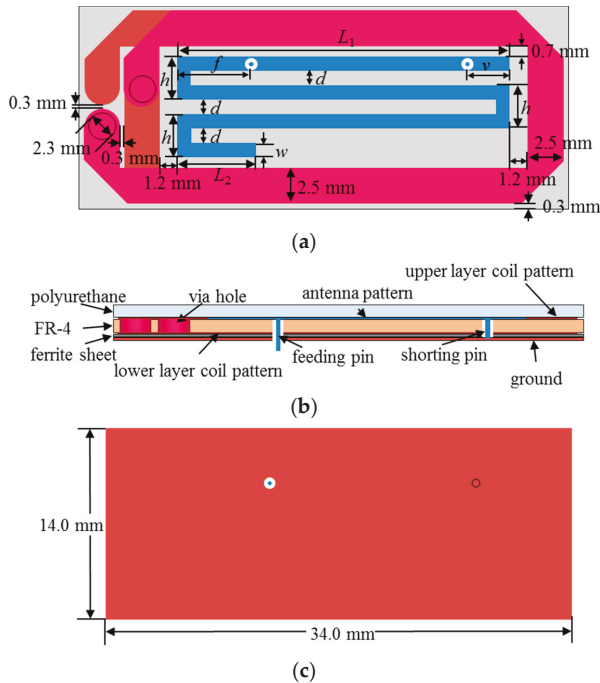 L1
0.7 mm
f
v
h
d
h
0.3 mm
d
h
d
2.3 mm
w
0.3 mm
2.5 mm
1.2 mm
L2
2.5 mm
1.2 mm
0.3 mm
(a)
upper layer coil pattern
polyurethane
via hole
antenna pattern
FR-4
ferrite sheet
feeding pin
shorting pin
lower layer coil pattern
ground
(b)
14.0 mm
34.0 mm
(c)